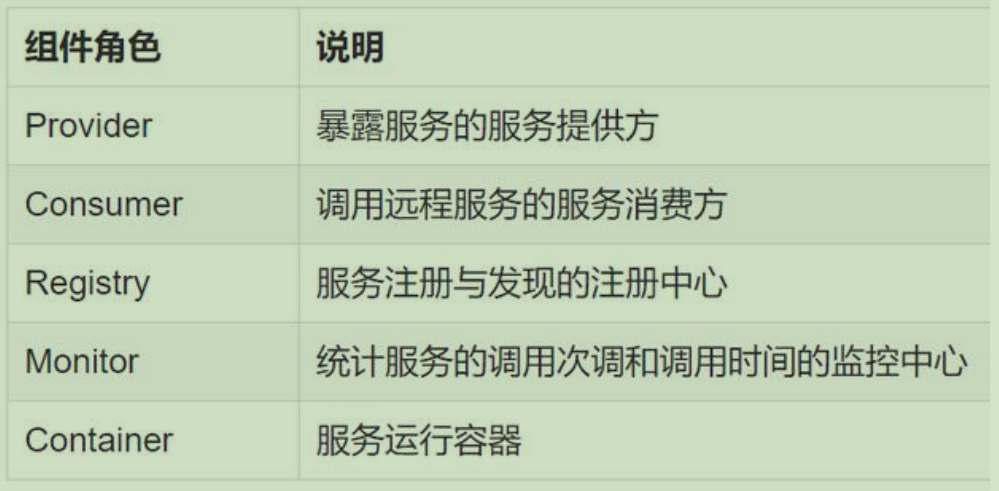 组件角色 说明
Provider 暴露服务的服务提供方
Consumer 调用远程服务的服务消费方
Registry 服务注册与发现的注册中心
Monitor 统计服务的调用次调和调用时间的监控中心
Container 服务运行容器